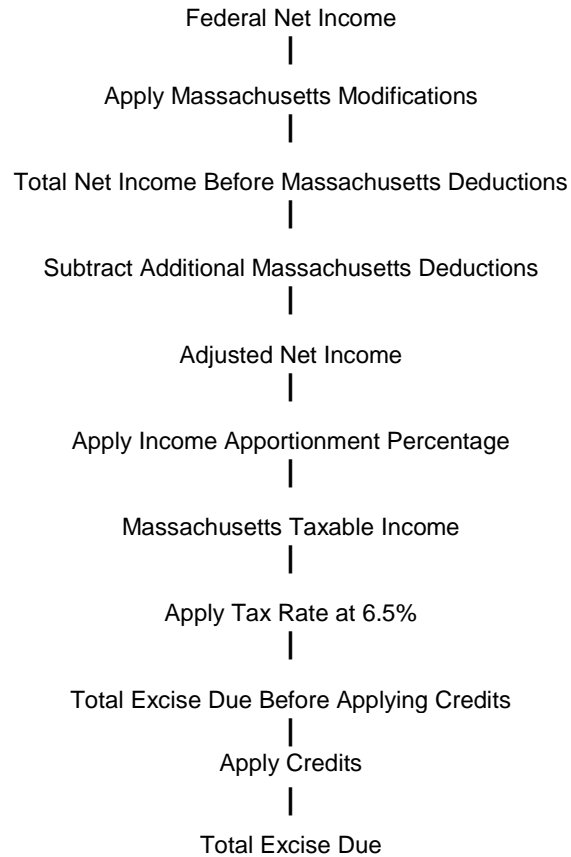 Federal Net Income
Apply Massachusetts Modifications
Total Net Income Before Massachusetts Deductions
Subtract Additional Massachusetts Deductions
Adjusted Net Income
Apply Income Apportionment Percentage
Massachusetts Taxable Income
Apply Tax Rate at 6.5%
Total Excise Due Before Applying Credits
Apply Credits
Total Excise Due